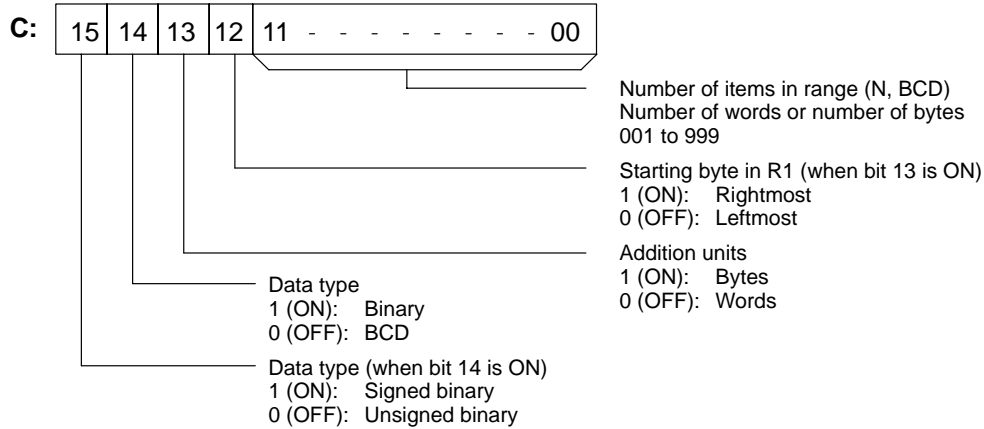 C: 15 14 13 12 11 - - - - - - - - 00
Number of items in range (N, BCD)
Number of words or number of bytes
001 to 999
Starting byte in R1 (when bit 13 is ON)
1 (ON): Rightmost
0 (OFF): Leftmost
Addition units
1 (ON): Bytes
0 (OFF): Words
Data type
1 (ON): Binary
0 (OFF): BCD
Data type (when bit 14 is ON)
1 (ON): Signed binary
0 (OFF): Unsigned binary